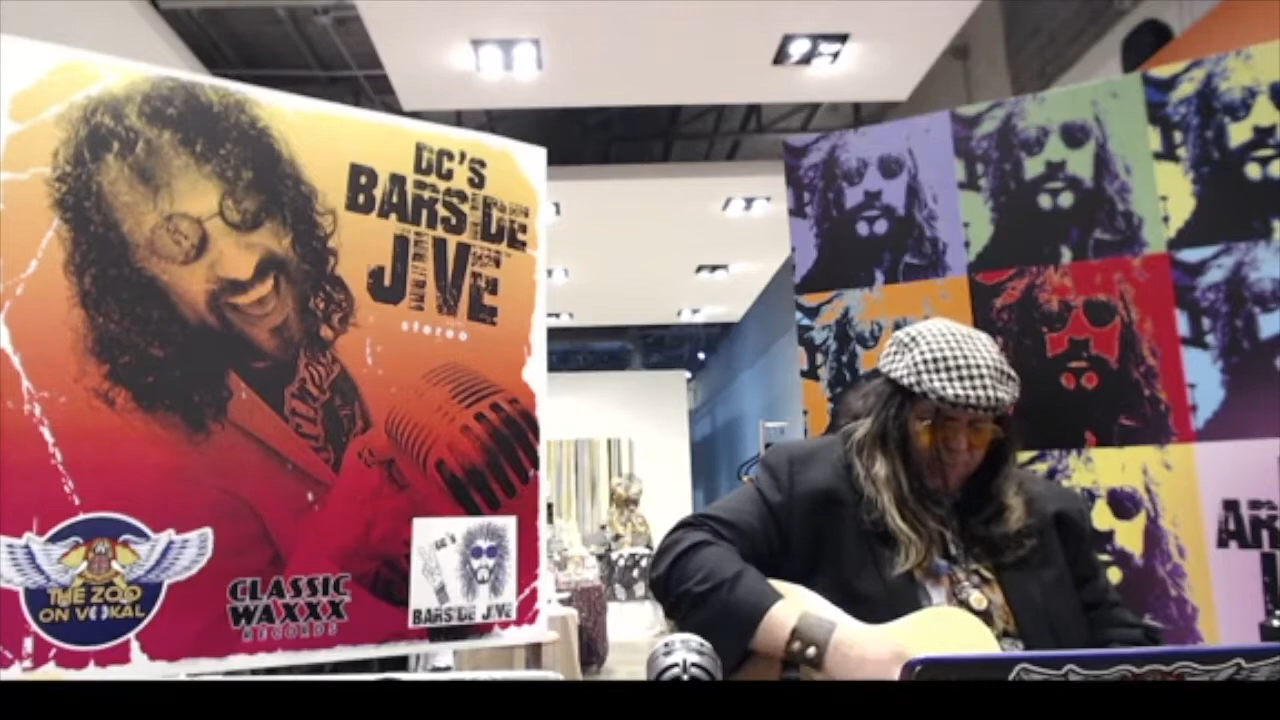 DC'S
BARSIDE
JIVE
stereo
THE ZOO
ON VOKAL
CLASSIC
WAXXX
RECORDS
DC's
BARSIDE JIVE